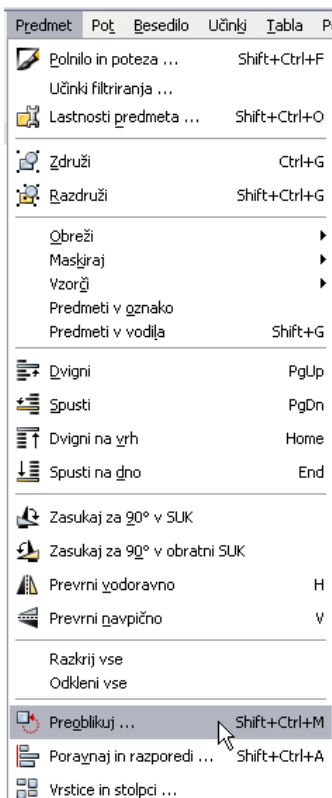 Predmet Pot Besedilo Učinki Tabla
Polnilo in poteza ... Shift+Ctrl+F
Učinki filtriranja ...
Lastnosti predmeta ... Shift+Ctrl+O
Združi Ctrl+G
Razdruži Shift+Ctrl+G
Obreži
Maskiraj
Vzorči
Predmeti v oznako
Predmeti v vodila Shift+G
Dvigni PgUp
Spusti PgDn
Dvigni na vrh Home
Spusti na dno End
Zasukaj za 90° v SUK
Zasukaj za 90° v obratni SUK
Prevrni vodoravno H
Prevrni navpično V
Razkrij vse
Odkleni vse
Preoblikuj ... Shift+Ctrl+M
Poravnaj in razporedi ... Shift+Ctrl+A
Vrstice in stolpci ...